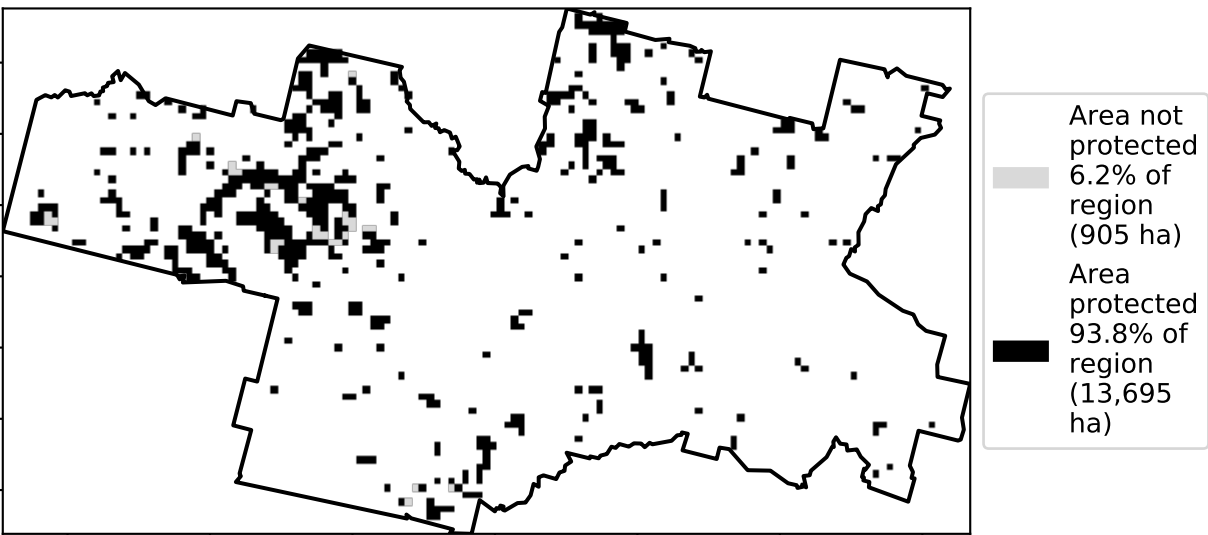 Area not
protected
6.2% of
region
(905 ha)
Area
protected
93.8% of
region
(13,695
ha)